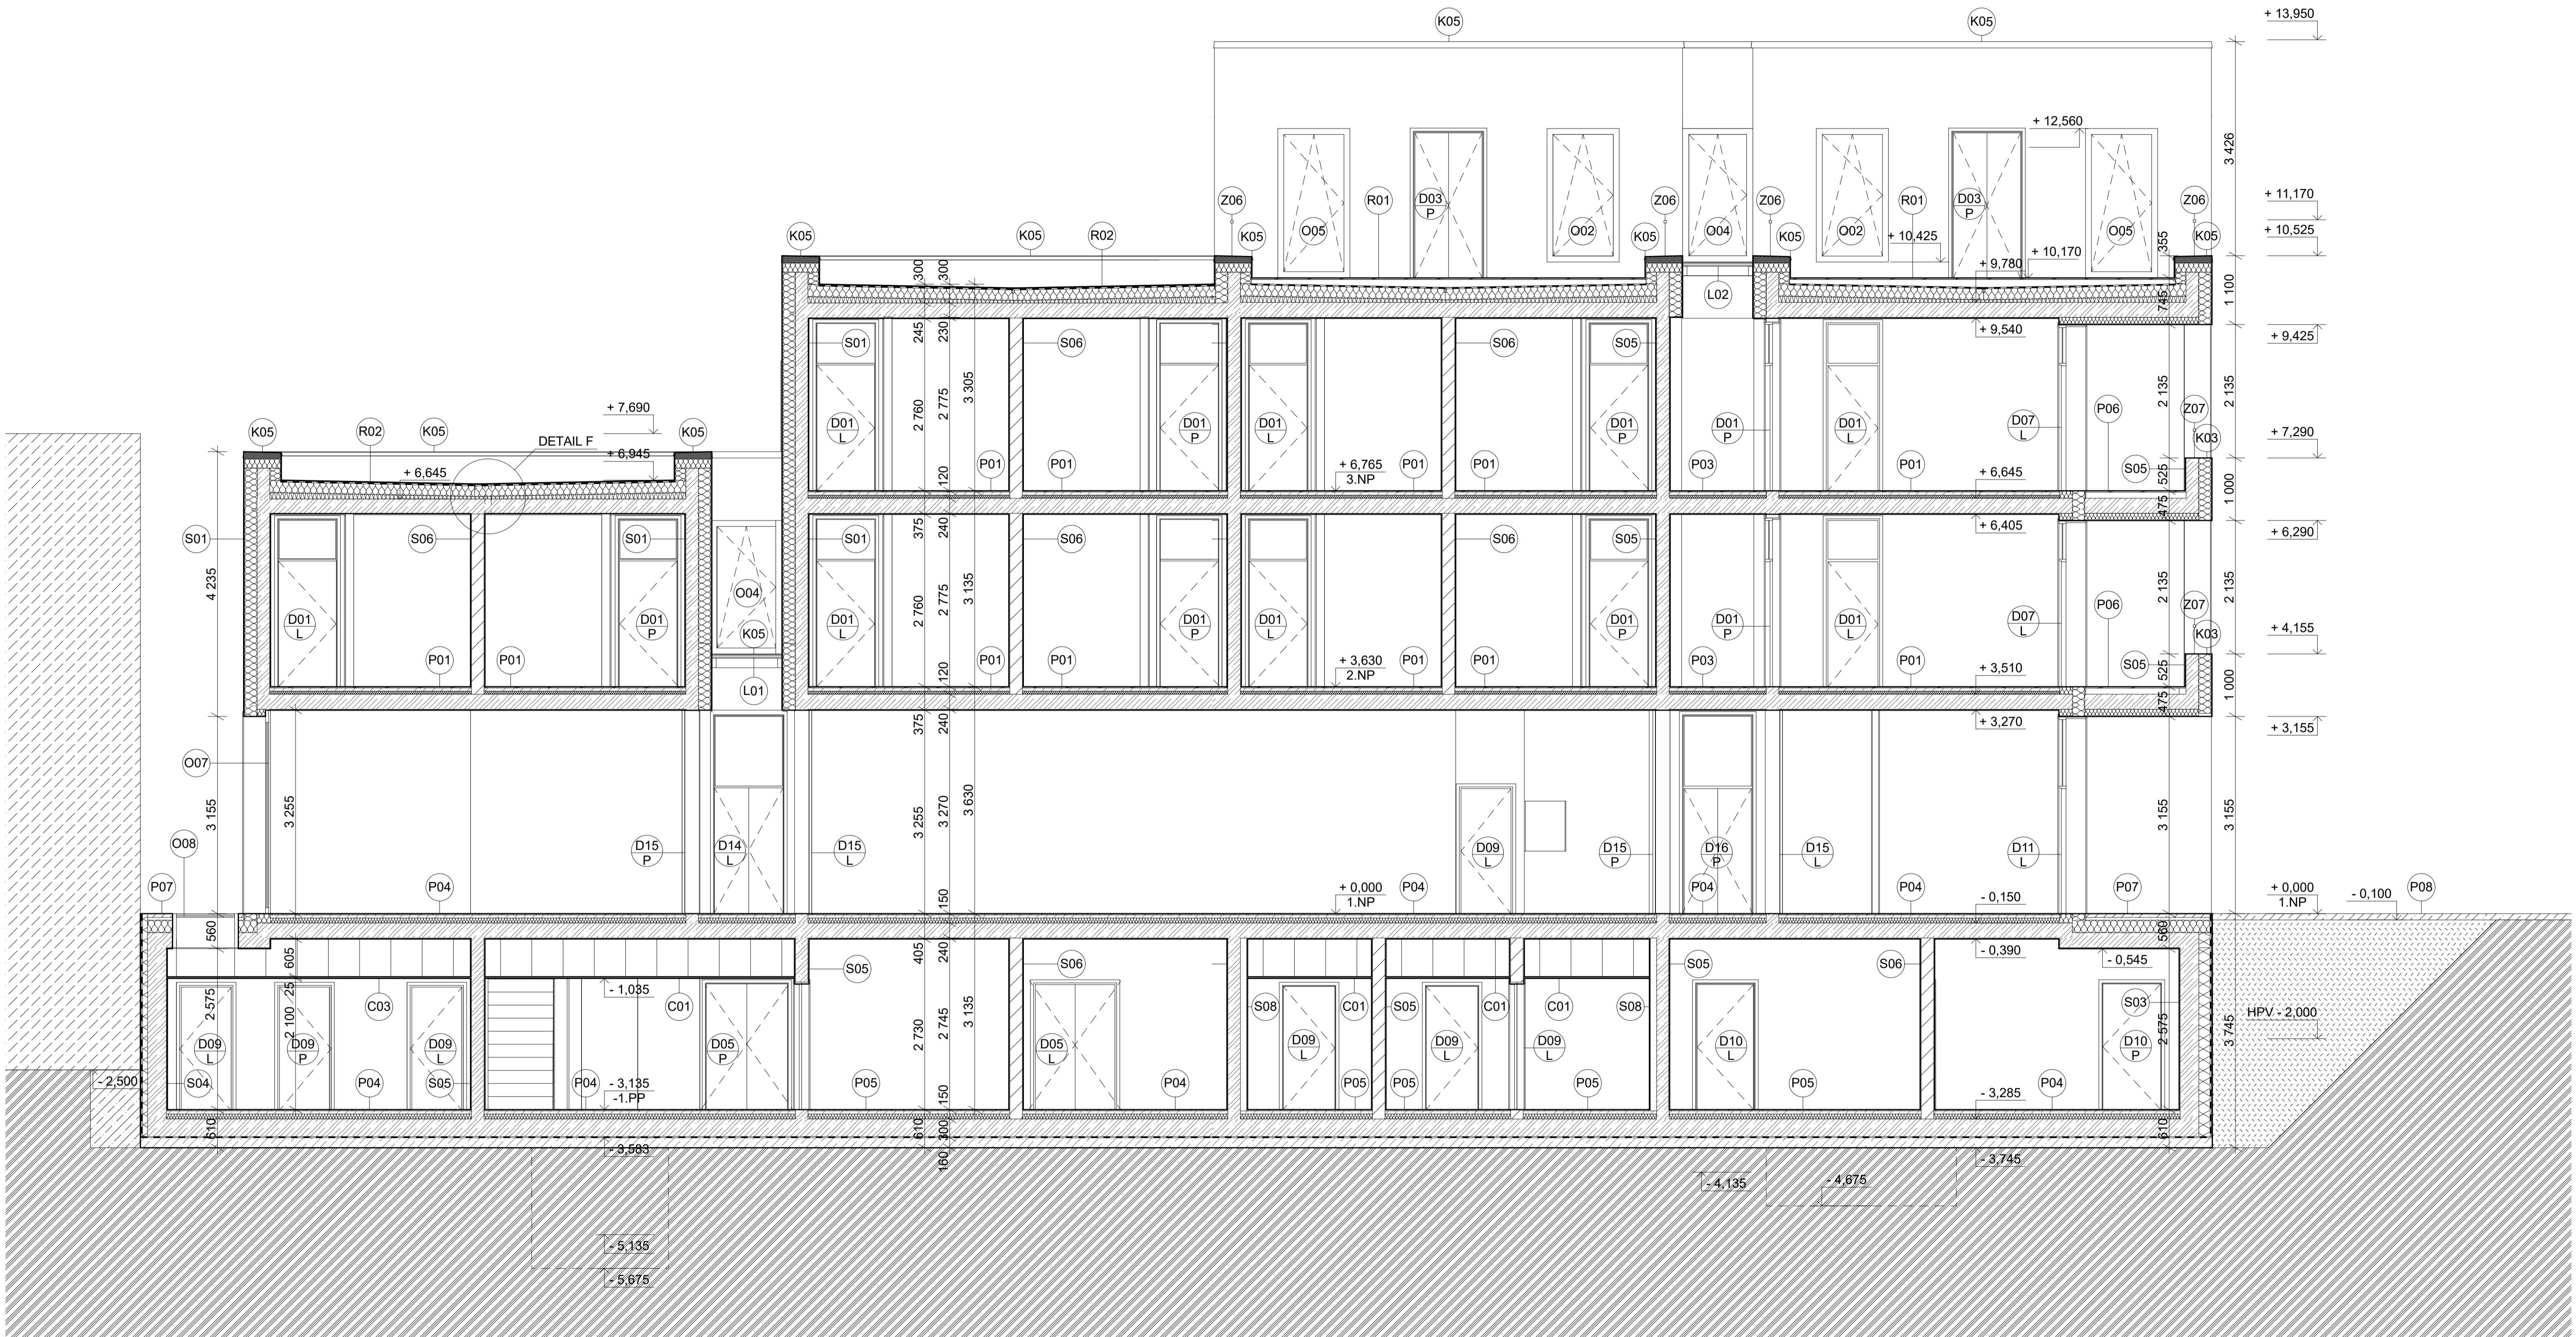 K05
K05
+ 13,950
3 426
+ 12,560
+ 11,170
Z06
R01
D03
P
Z06
Z06
R01
D03
P
Z06
O05
O02
O04
O02
O05
+ 10,525
K05
K05
R02
K05
K05
K05
+ 10,425
355
K05
+ 10,170
+ 9,780
300
300
L02
745
1 100
245
230
+ 9,540
+ 9,425
S01
S06
S06
S05
3 305
2 760
2 775
2 135
2 135
+ 7,690
K05
R02
K05
DETAIL F
K05
D01
L
D01
P
D01
L
D01
P
D01
P
D01
L
D07
L
P06
Z07
+ 7,290
K03
+ 6,945
+ 6,645
P01
P01
+ 6,765
3.NP
P01
P01
P03
P01
+ 6,645
S05
525
1 000
120
475
375
240
+ 6,405
+ 6,290
S01
S06
S01
S01
S06
S06
S05
4 235
O04
2 760
2 775
3 135
2 135
2 135
D01
L
D01
P
K05
D01
L
D01
P
D01
L
D01
P
D01
P
D01
L
D07
L
P06
Z07
+ 4,155
K03
P01
P01
L01
P01
P01
+ 3,630
2.NP
P01
P01
P03
P01
+ 3,510
S05
525
1 000
120
475
375
240
+ 3,270
+ 3,155
O07
3 155
3 255
3 255
3 270
3 630
3 155
3 155
O08
D15
P
D14
L
D15
L
D09
L
D15
P
D16
P
D15
L
D11
L
P07
P04
+ 0,000
1.NP
P04
P04
P04
P07
+ 0,000
1.NP
- 0,100
P08
150
- 0,150
560
605
405
240
- 0,390
560
- 0,545
S05
S06
S05
S06
25
- 1,035
C03
C01
S08
C01
S05
C01
C01
S08
S03
HPV - 2,000
2 575
2 100
2 730
2 745
3 135
2 575
3 745
D09
L
D09
P
D09
L
D05
P
D05
L
D09
L
D09
L
D09
L
D10
L
D10
P
- 2,500
S04
P04
S05
P04
- 3,135
-1.PP
P05
P04
P05
P05
P05
P05
P04
150
- 3,285
610
610
300
610
160
- 3,583
- 3,745
- 4,135
- 4,675
- 5,135
- 5,675